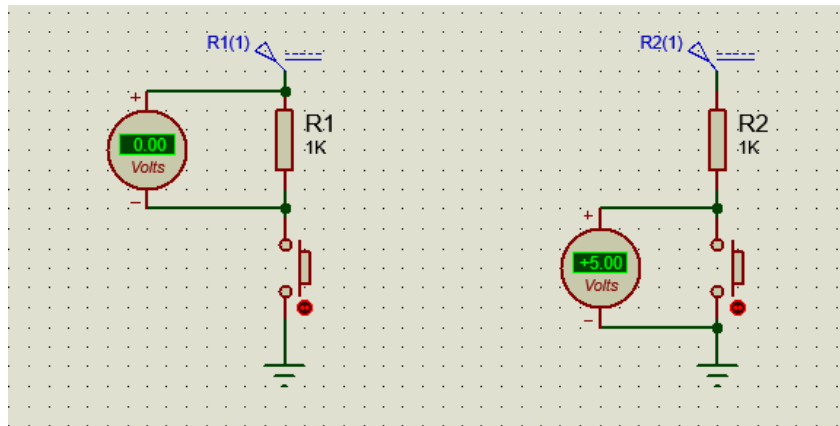 R1(1)
+
0.00
Volts
−
R1
1K
R2(1)
R2
1K
+
+5.00
Volts
−